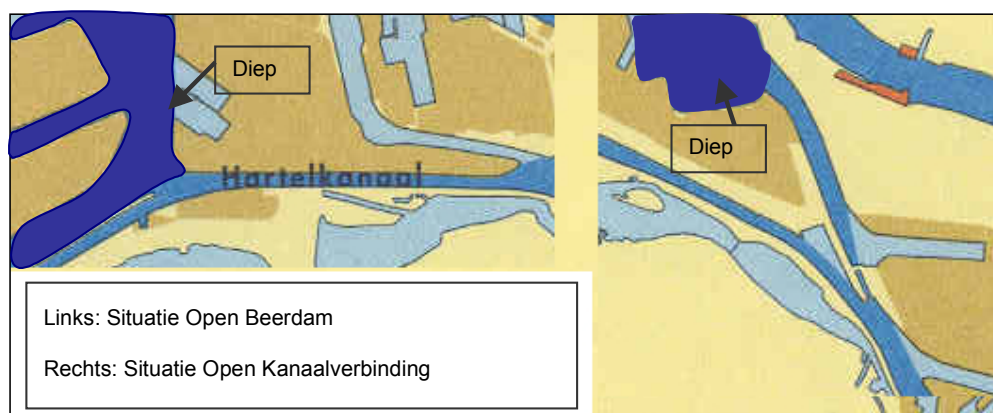 Diep
Hartelkanaal
Diep
Links: Situatie Open Beerdam
Rechts: Situatie Open Kanaalverbinding